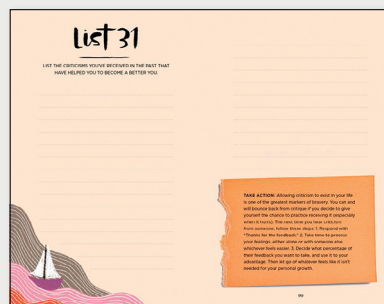 List 31
LIST THE CRITICISMS YOU'VE RECEIVED IN THE PAST THAT
HAVE HELPED YOU TO BECOME A BETTER YOU.
TAKE ACTION: Allowing criticism to exist in your life
is one of the greatest markers of bravery. You can and
will bounce back from critique if you decide to give
yourself the chance to practice receiving it (especially
when it hurts). The next time you hear criticism
from someone, follow these steps: 1. Respond with
"Thanks for the feedback." 2. Take time to process
your feelings, either alone or with someone else
whichever feels easier. 3. Decide what percentage of
their feedback you want to take, and use it to your
advantage. Then let go of whatever feels like it isn't
needed for your personal growth.
99